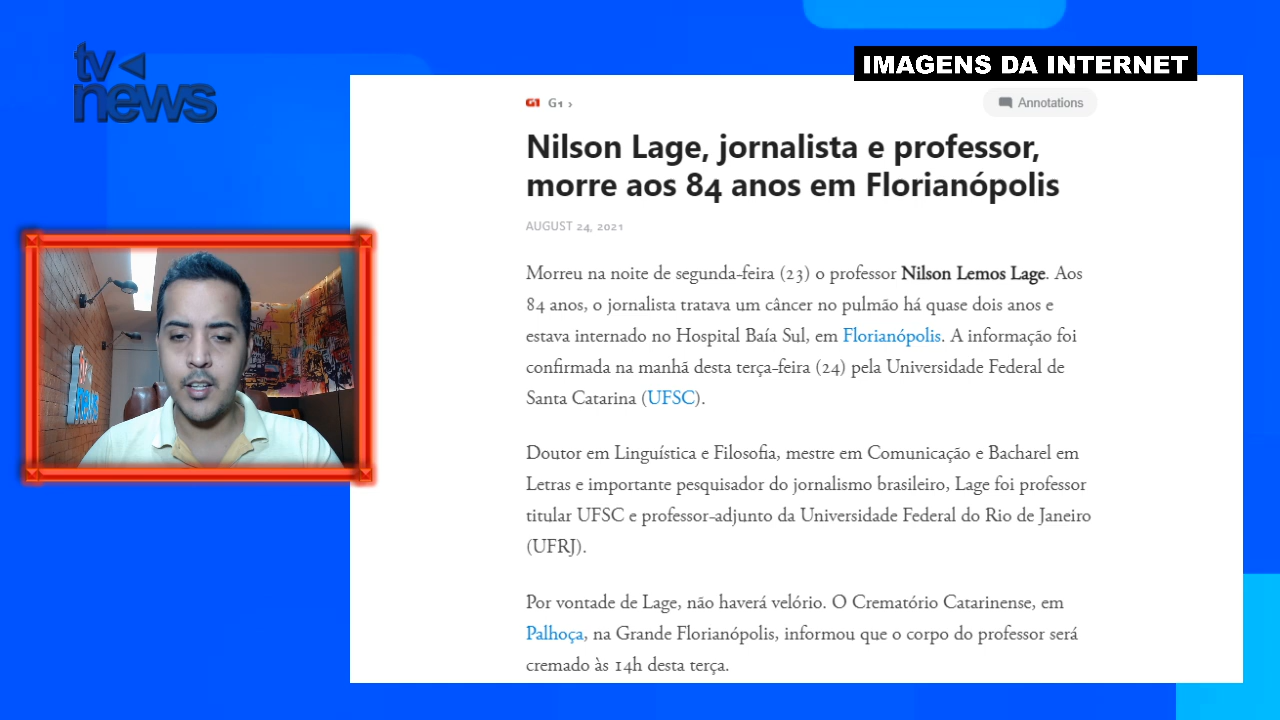 tv
news
IMAGENS DA INTERNET
G1 ›
Annotations
Nilson Lage, jornalista e professor,
morre aos 84 anos em Florianópolis
AUGUST 24, 2021
Morreu na noite de segunda-feira (23) o professor Nilson Lemos Lage. Aos
84 anos, o jornalista tratava um câncer no pulmão há quase dois anos e
estava internado no Hospital Baía Sul, em Florianópolis. A informação foi
confirmada na manhã desta terça-feira (24) pela Universidade Federal de
Santa Catarina (UFSC).
Doutor em Linguística e Filosofia, mestre em Comunicação e Bacharel em
Letras e importante pesquisador do jornalismo brasileiro, Lage foi professor
titular UFSC e professor-adjunto da Universidade Federal do Rio de Janeiro
(UFRJ).
Por vontade de Lage, não haverá velório. O Crematório Catarinense, em
Palhoça, na Grande Florianópolis, informou que o corpo do professor será
cremado às 14h desta terça.